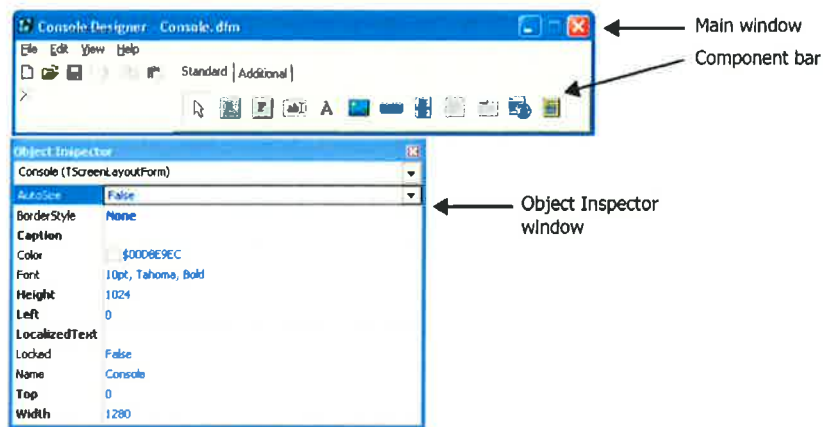 Console Designer - Console.dfm
Main window
File Edit View Help
Component bar
Standard Additional
A
Object Inspector
Console (TScreenLayoutForm)
AutoSize False
Object Inspector
window
BorderStyle None
Caption
Color $00D8E9EC
Font 10pt, Tahoma, Bold
Height 1024
Left 0
LocalizedText
Locked False
Name Console
Top 0
Width 1280